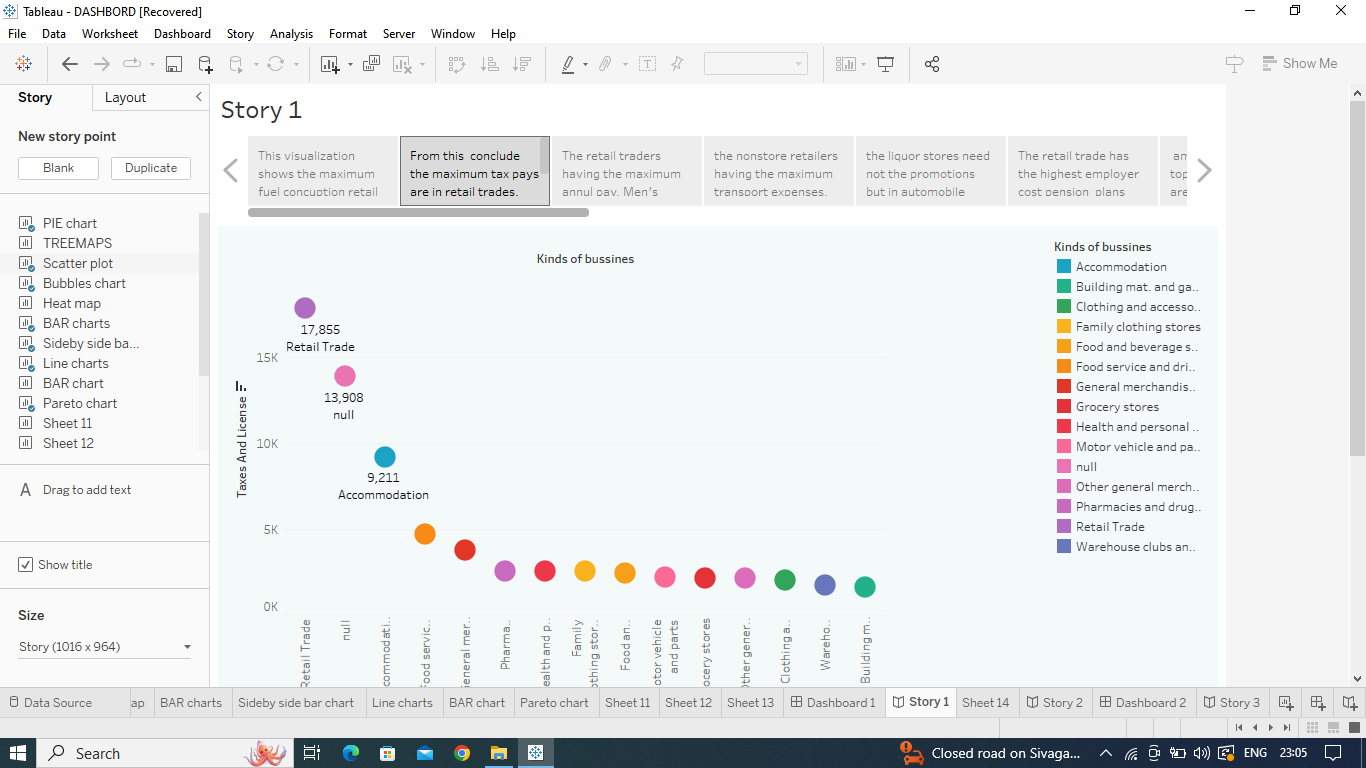 Tableau - DASHBORD [Recovered]
File Data Worksheet Dashboard Story Analysis Format Server Window Help
Show Me
Story Layout
New story point
Blank Duplicate
PIE chart
TREEMAPS
Scatter plot
Bubbles chart
Heat map
BAR charts
Sideby side ba...
Line charts
BAR chart
Pareto chart
Sheet 11
Sheet 12
A Drag to add text
Show title
Size
Story (1016 x 964)
Story 1
This visualization
shows the maximum
fuel concuption retail
From this conclude
the maximum tax pays
are in retail trades.
The retail traders
having the maximum
annul pay. Men's
the nonstore retailers
having the maximum
transport expenses.
the liquor stores need
not the promotions
but in automobile
The retail trade has
the highest employer
cost pension plans
am
top
are
Kinds of bussines
Taxes And License
15K
10K
5K
0K
17,855
Retail Trade
13,908
null
9,211
Accommodation
Retail Trade
null
ccommodati..
Food servic..
General mer..
Pharma..
ealth and p..
Family
othing stor..
Food an..
otor vehicle
and parts
ocery stores
Other gener..
Clothing a..
Wareho..
Building m..
Kinds of bussines
Accommodation
Building mat. and ga..
Clothing and accesso..
Family clothing stores
Food and beverage s..
Food service and dri..
General merchandis..
Grocery stores
Health and personal ..
Motor vehicle and pa..
null
Other general merch..
Pharmacies and drug..
Retail Trade
Warehouse clubs an..
Data Source ap BAR charts Sideby side bar chart Line charts BAR chart Pareto chart Sheet 11 Sheet 12 Sheet 13 Dashboard 1 Story 1 Sheet 14 Story 2 Dashboard 2 Story 3
Search
Closed road on Sivaga...
ENG 23:05